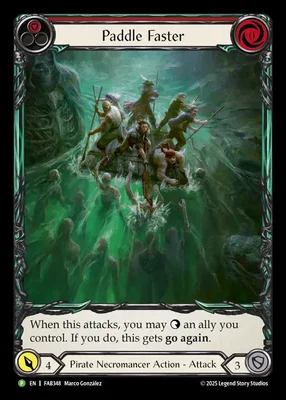 Paddle Faster
When this attacks, you may an ally you
control. If you do, this gets go again.
4 Pirate Necromancer Action - Attack 3
P EN | FAB348 Marco González © 2025 Legend Story Studios